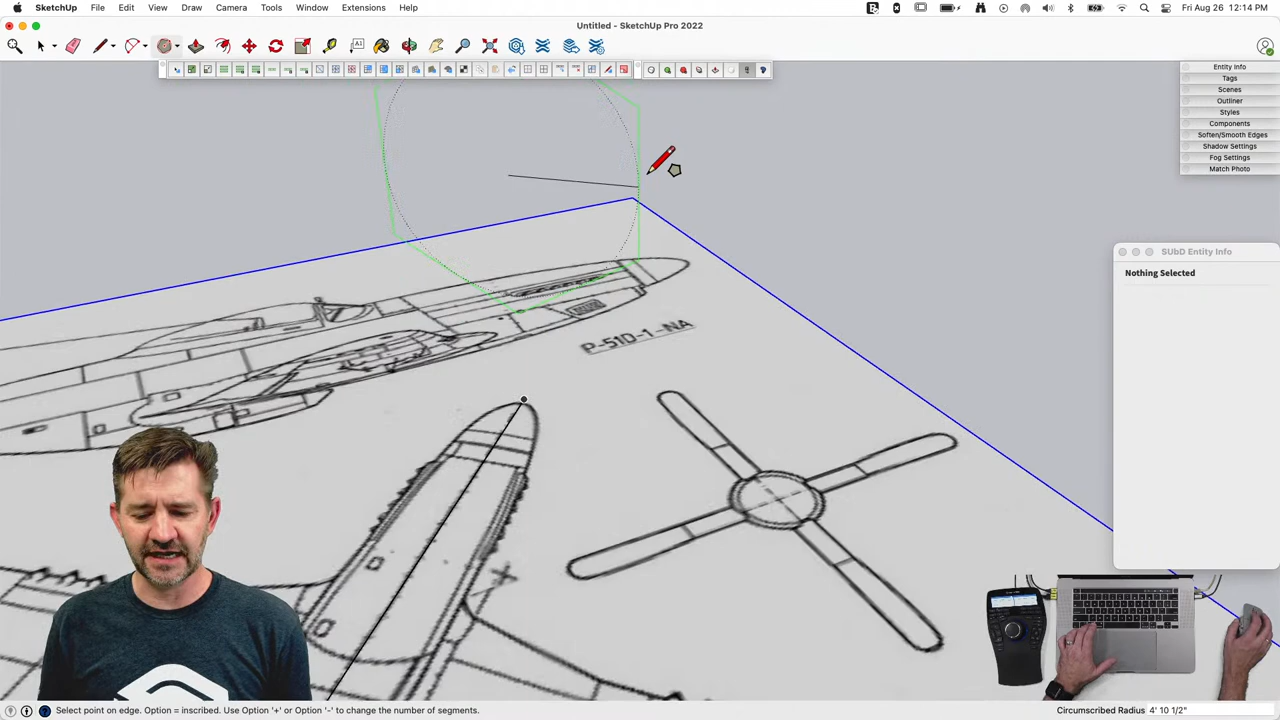 SketchUp File Edit View Draw Camera Tools Window Extensions Help
Fri Aug 26 12:14 PM
Untitled - SketchUp Pro 2022
A1
Entity Info
Tags
Scenes
Outliner
Styles
Components
Soften/Smooth Edges
Shadow Settings
Fog Settings
Match Photo
SUbD Entity Info
Nothing Selected
P-51D-1-NA
Select point on edge. Option = inscribed. Use Option '+' or Option '-' to change the number of segments.
Circumscribed Radius 4' 10 1/2"